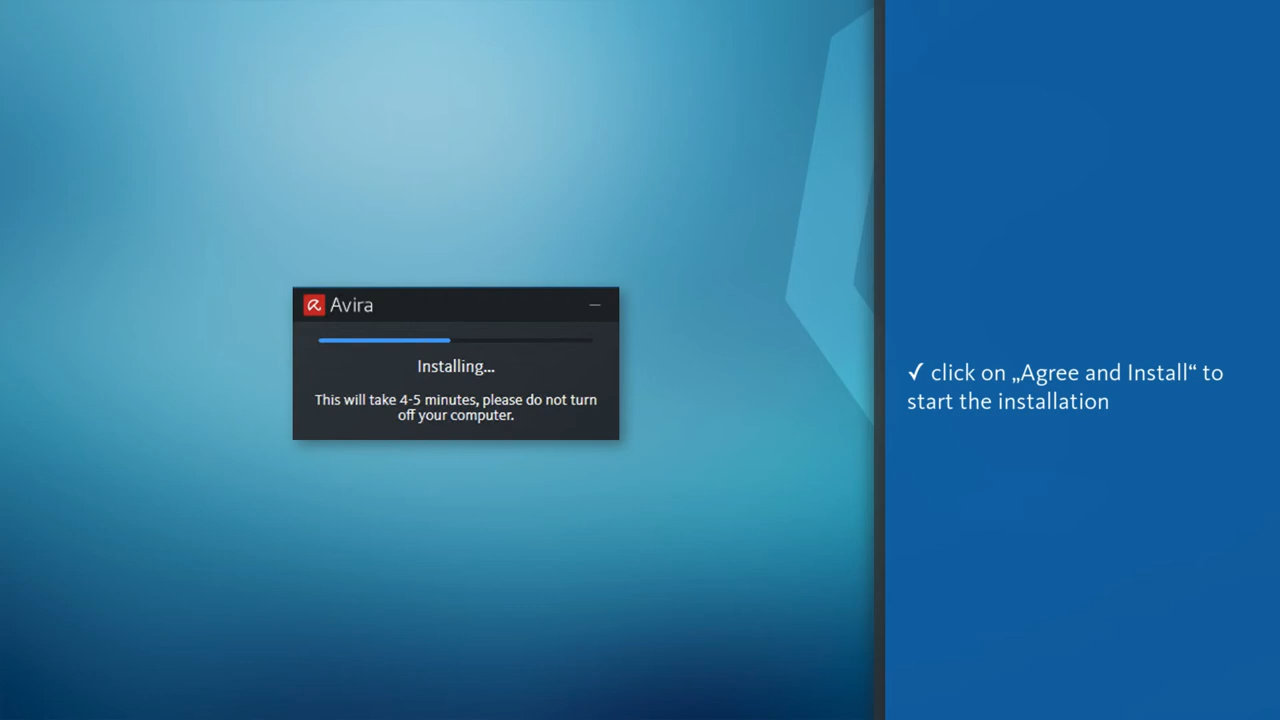 Avira
Installing...
This will take 4-5 minutes, please do not turn
off your computer.
✓ click on „Agree and Install“ to
start the installation